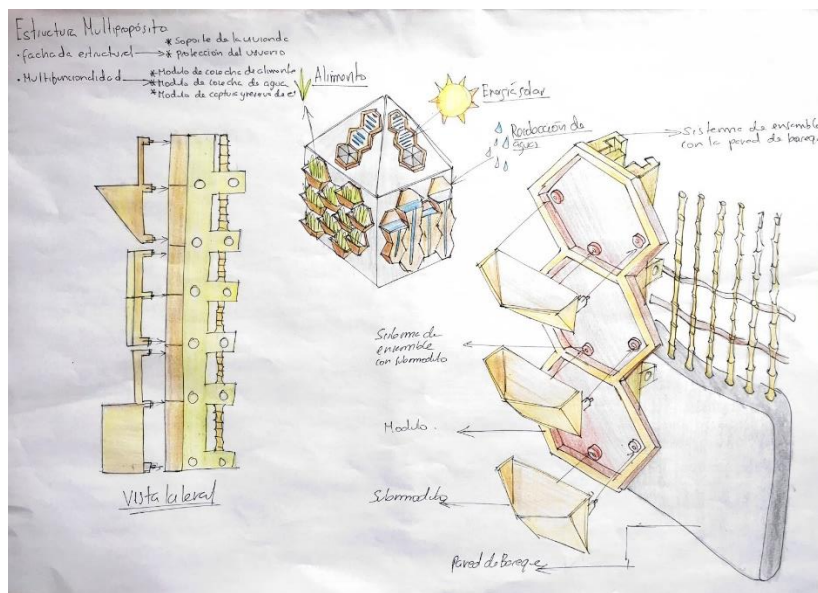 Estructura Multipropósito
· fachada estructural → * Soporte de la vivienda
* Protección del usuario
· Multifuncionalidad → * Modulo de cosecha de alimento
* Modulo de cosecha de agua
* Modulo de captura y reserva de e
Alimento
Energía solar
Recolección de
agua
Sistema de ensamble
con la pared de bareque
Sistema de
ensamble
con submodulo
Modulo.
Submodulo
Pared de Bareque
Vista lateral